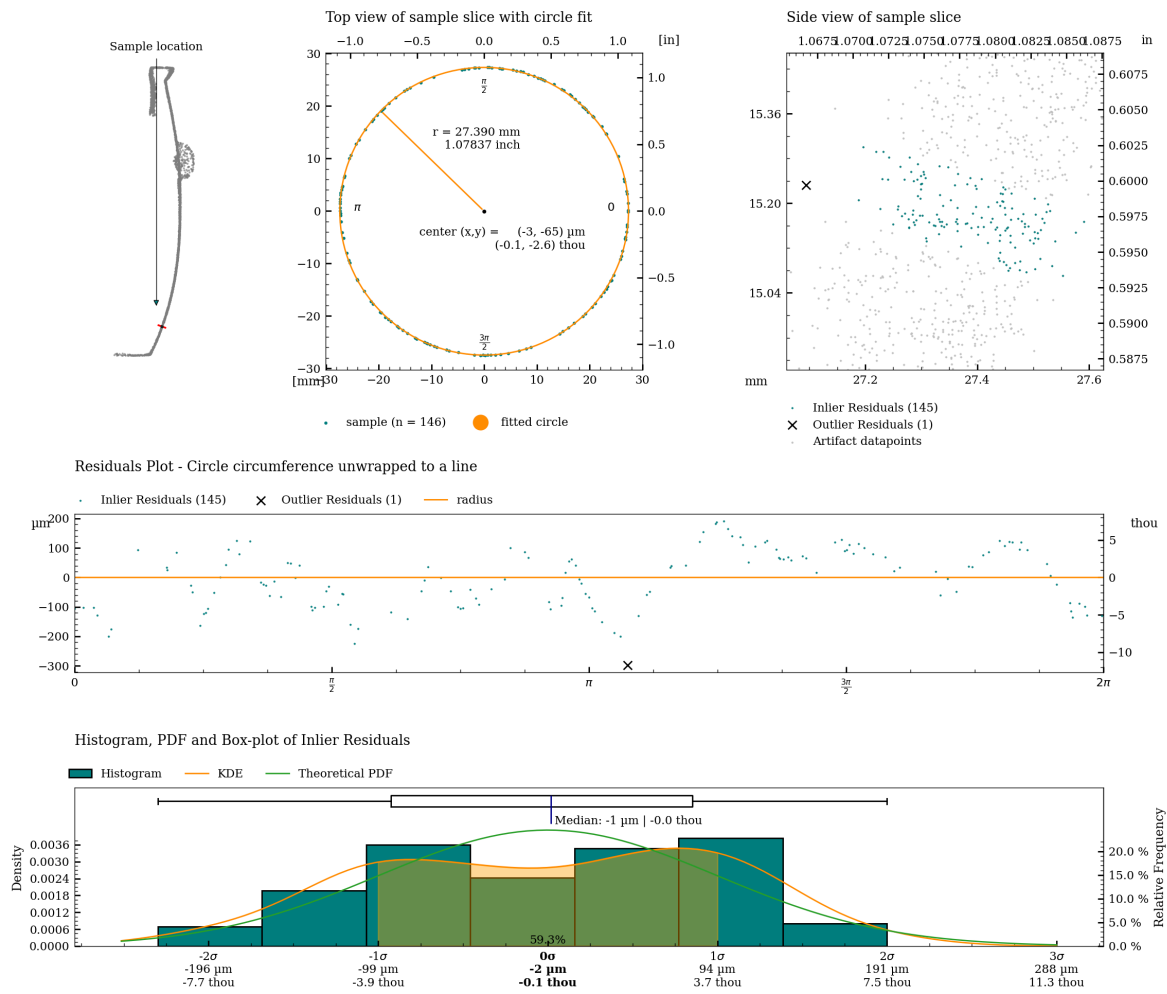 Sample location
Top view of sample slice with circle fit
−1.0 −0.5 0.0 0.5 1.0 [in]
30
20
10
0
−10
−20
−30
1.0
0.5
0.0
−0.5
−1.0
π/2
r = 27.390 mm
1.07837 inch
π
0
center (x,y) = (-3, -65) µm
(-0.1, -2.6) thou
3π/2
[mm]
−30 −20 −10 0 10 20 30
sample (n = 146) fitted circle
Side view of sample slice
1.0675 1.0700 1.0725 1.0750 1.0775 1.0800 1.0825 1.0850 1.0875 in
15.36
15.20
15.04
0.6075
0.6050
0.6025
0.6000
0.5975
0.5950
0.5925
0.5900
0.5875
mm 27.2 27.4 27.6
Inlier Residuals (145)
Outlier Residuals (1)
Artifact datapoints
Residuals Plot - Circle circumference unwrapped to a line
Inlier Residuals (145) Outlier Residuals (1) radius
µm
200
100
0
−100
−200
−300
thou
5
0
−5
−10
0 π/2 π 3π/2 2π
Histogram, PDF and Box-plot of Inlier Residuals
Histogram KDE Theoretical PDF
Median: -1 µm | -0.0 thou
Density
0.0036
0.0030
0.0024
0.0018
0.0012
0.0006
0.0000
Relative Frequency
20.0 %
15.0 %
10.0 %
5.0 %
0.0 %
59.3%
-2σ -1σ 0σ 1σ 2σ 3σ
-196 µm -99 µm -2 µm 94 µm 191 µm 288 µm
-7.7 thou -3.9 thou -0.1 thou 3.7 thou 7.5 thou 11.3 thou